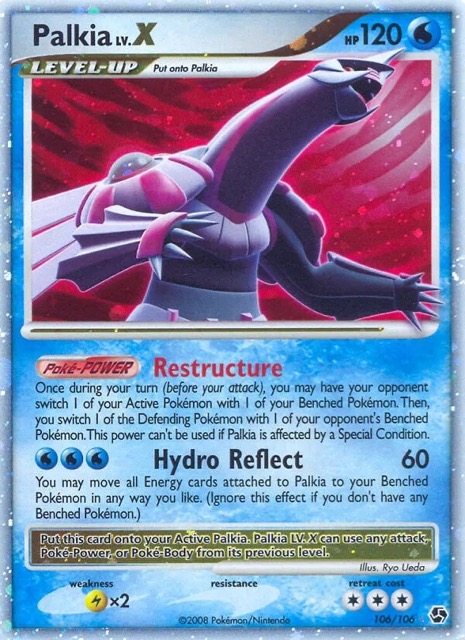 Palkia LV.X HP 120
LEVEL-UP Put onto Palkia
Poké-POWER Restructure
Once during your turn (before your attack), you may have your opponent
switch 1 of your Active Pokémon with 1 of your Benched Pokémon. Then,
you switch 1 of the Defending Pokémon with 1 of your opponent's Benched
Pokémon. This power can't be used if Palkia is affected by a Special Condition.
Hydro Reflect 60
You may move all Energy cards attached to Palkia to your Benched
Pokémon in any way you like. (Ignore this effect if you don't have any
Benched Pokémon.)
Put this card onto your Active Palkia. Palkia LV.X can use any attack,
Poké-Power, or Poké-Body from its previous level.
Illus. Ryo Ueda
weakness resistance retreat cost
×2
©2008 Pokémon/Nintendo 106/106